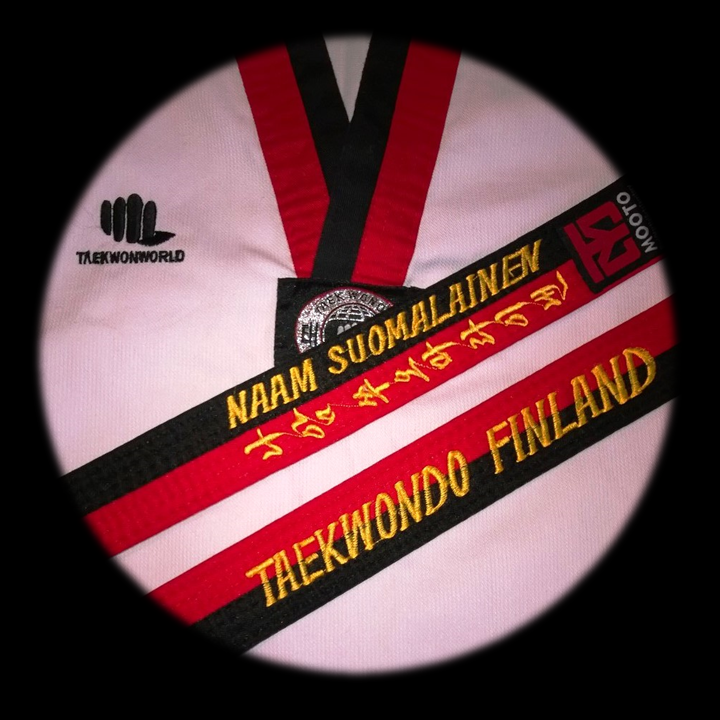 TAEKWONWORLD
MOOTO
NAAM SUOMALAINEN
TAEKWONDO FINLAND